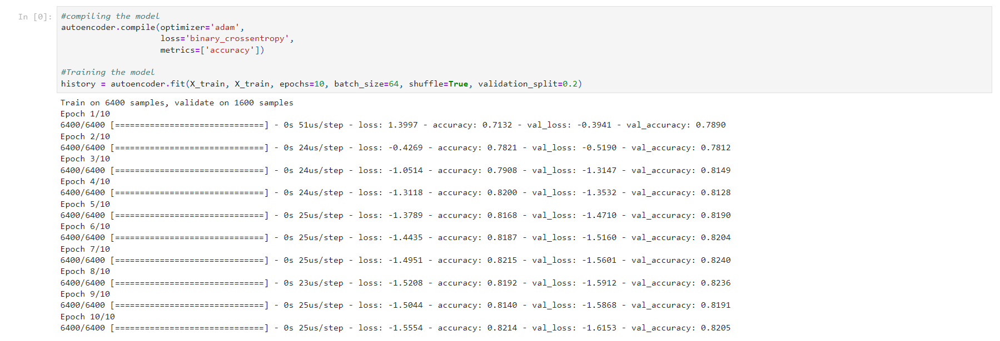 In [0]: #compiling the model
autoencoder.compile(optimizer='adam',
loss='binary_crossentropy',
metrics=['accuracy'])
#Training the model
history = autoencoder.fit(X_train, X_train, epochs=10, batch_size=64, shuffle=True, validation_split=0.2)
Train on 6400 samples, validate on 1600 samples
Epoch 1/10
6400/6400 [==============================] - 0s 51us/step - loss: 1.3997 - accuracy: 0.7132 - val_loss: -0.3941 - val_accuracy: 0.7890
Epoch 2/10
6400/6400 [==============================] - 0s 24us/step - loss: -0.4269 - accuracy: 0.7821 - val_loss: -0.5190 - val_accuracy: 0.7812
Epoch 3/10
6400/6400 [==============================] - 0s 24us/step - loss: -1.0514 - accuracy: 0.7908 - val_loss: -1.3147 - val_accuracy: 0.8149
Epoch 4/10
6400/6400 [==============================] - 0s 24us/step - loss: -1.3118 - accuracy: 0.8200 - val_loss: -1.3532 - val_accuracy: 0.8128
Epoch 5/10
6400/6400 [==============================] - 0s 25us/step - loss: -1.3789 - accuracy: 0.8168 - val_loss: -1.4710 - val_accuracy: 0.8190
Epoch 6/10
6400/6400 [==============================] - 0s 25us/step - loss: -1.4435 - accuracy: 0.8187 - val_loss: -1.5160 - val_accuracy: 0.8204
Epoch 7/10
6400/6400 [==============================] - 0s 25us/step - loss: -1.4951 - accuracy: 0.8215 - val_loss: -1.5601 - val_accuracy: 0.8240
Epoch 8/10
6400/6400 [==============================] - 0s 23us/step - loss: -1.5208 - accuracy: 0.8192 - val_loss: -1.5912 - val_accuracy: 0.8236
Epoch 9/10
6400/6400 [==============================] - 0s 25us/step - loss: -1.5044 - accuracy: 0.8140 - val_loss: -1.5868 - val_accuracy: 0.8191
Epoch 10/10
6400/6400 [==============================] - 0s 25us/step - loss: -1.5554 - accuracy: 0.8214 - val_loss: -1.6153 - val_accuracy: 0.8205